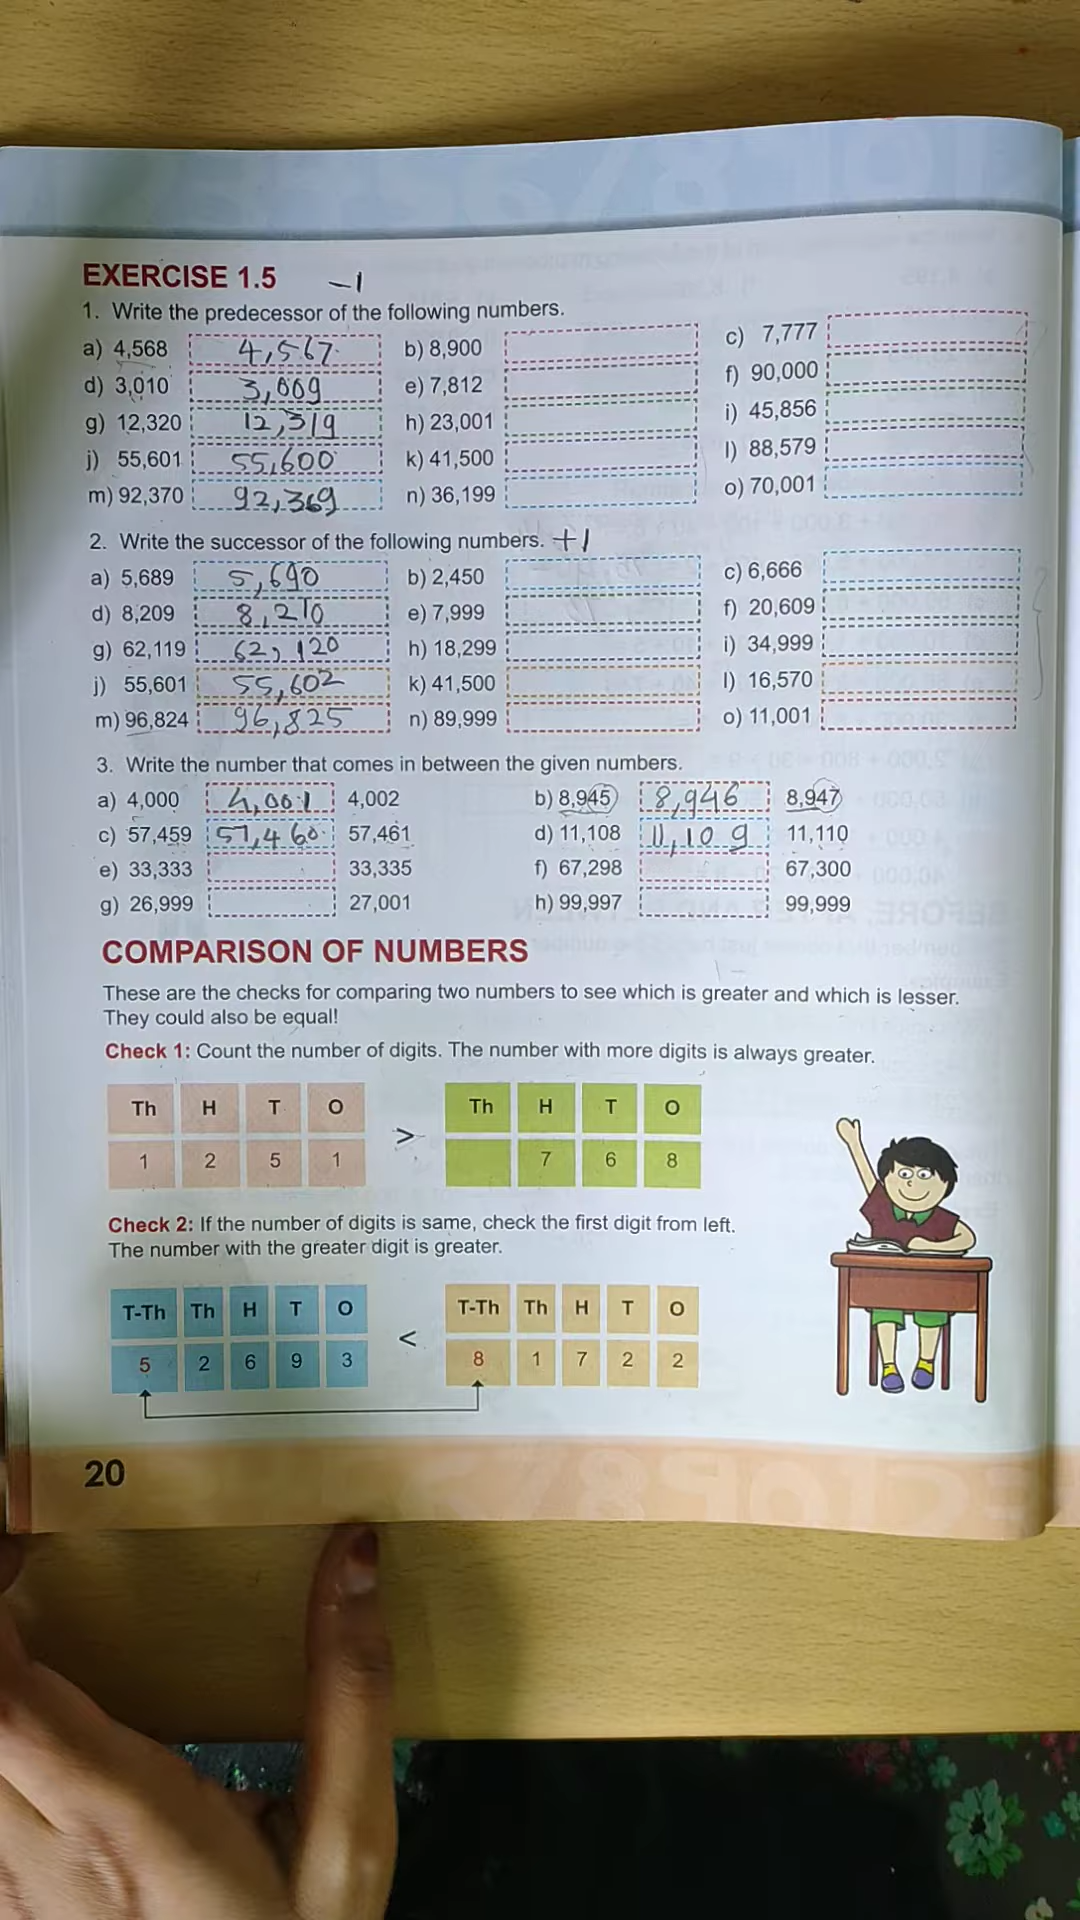 EXERCISE 1.5 -1
1. Write the predecessor of the following numbers.
a) 4,568 4,567 b) 8,900 c) 7,777
d) 3,010 3,009 e) 7,812 f) 90,000
g) 12,320 12,319 h) 23,001 i) 45,856
j) 55,601 55,600 k) 41,500 l) 88,579
m) 92,370 92,369 n) 36,199 o) 70,001
2. Write the successor of the following numbers. +1
a) 5,689 5,690 b) 2,450 c) 6,666
d) 8,209 8,210 e) 7,999 f) 20,609
g) 62,119 62,120 h) 18,299 i) 34,999
j) 55,601 55,602 k) 41,500 l) 16,570
m) 96,824 96,825 n) 89,999 o) 11,001
3. Write the number that comes in between the given numbers.
a) 4,000 4,001 4,002 b) 8,945 8,946 8,947
c) 57,459 57,460 57,461 d) 11,108 11,109 11,110
e) 33,333 33,335 f) 67,298 67,300
g) 26,999 27,001 h) 99,997 99,999
COMPARISON OF NUMBERS
These are the checks for comparing two numbers to see which is greater and which is lesser.
They could also be equal!
Check 1: Count the number of digits. The number with more digits is always greater.
Th H T O > Th H T O
1 2 5 1 7 6 8
Check 2: If the number of digits is same, check the first digit from left.
The number with the greater digit is greater.
T-Th Th H T O < T-Th Th H T O
5 2 6 9 3 8 1 7 2 2
20